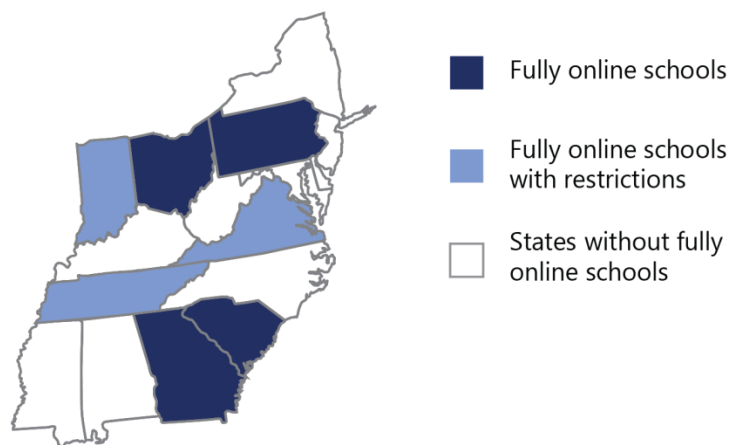 Fully online schools
Fully online schools
with restrictions
States without fully
online schools